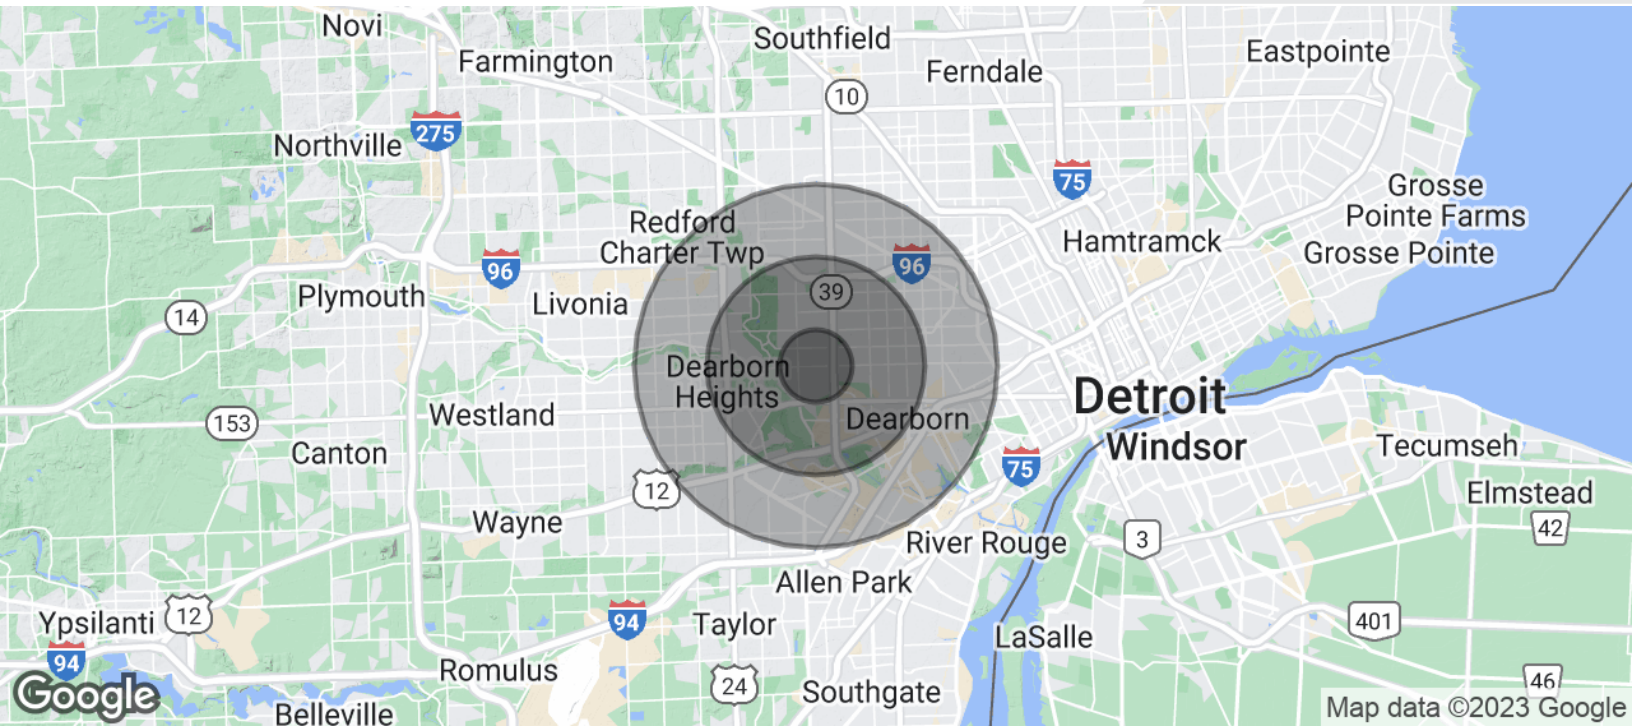 Novi
Southfield
Eastpointe
Farmington
Ferndale
10
275
Northville
75
Grosse
Pointe Farms
Redford
Charter Twp
Hamtramck
Grosse Pointe
96
96
39
Plymouth
Livonia
14
Dearborn
Heights
Detroit
Westland
Dearborn
153
Windsor
Tecumseh
Canton
75
12
Elmstead
Wayne
42
River Rouge
3
Allen Park
12
Ypsilanti
94
Taylor
401
LaSalle
94
Romulus
24
46
Southgate
Google
Belleville
Map data ©2023 Google